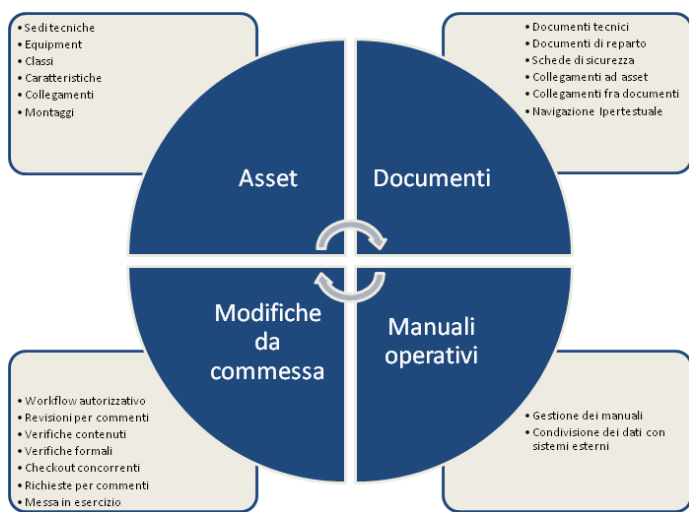 • Sedi tecniche
• Equipment
• Classi
• Caratteristiche
• Collegamenti
• Montaggi
• Documenti tecnici
• Documenti di reparto
• Schede di sicurezza
• Collegamenti ad asset
• Collegamenti fra documenti
• Navigazione Ipertestuale
Asset
Documenti
Modifiche
da
commessa
Manuali
operativi
• Workflow autorizzativo
• Revisioni per commenti
• Verifiche contenuti
• Verifiche formali
• Checkout concorrenti
• Richieste per commenti
• Messa in esercizio
• Gestione dei manuali
• Condivisione dei dati con
sistemi esterni